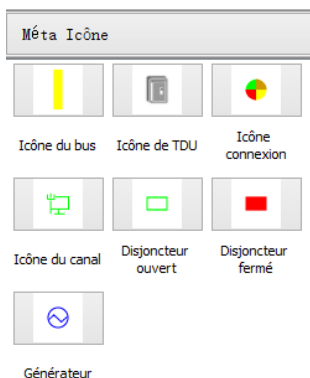 Méta Icône
Icône du bus
Icône de TDU
Icône
connexion
Icône du canal
Disjoncteur
ouvert
Disjoncteur
fermé
Générateur